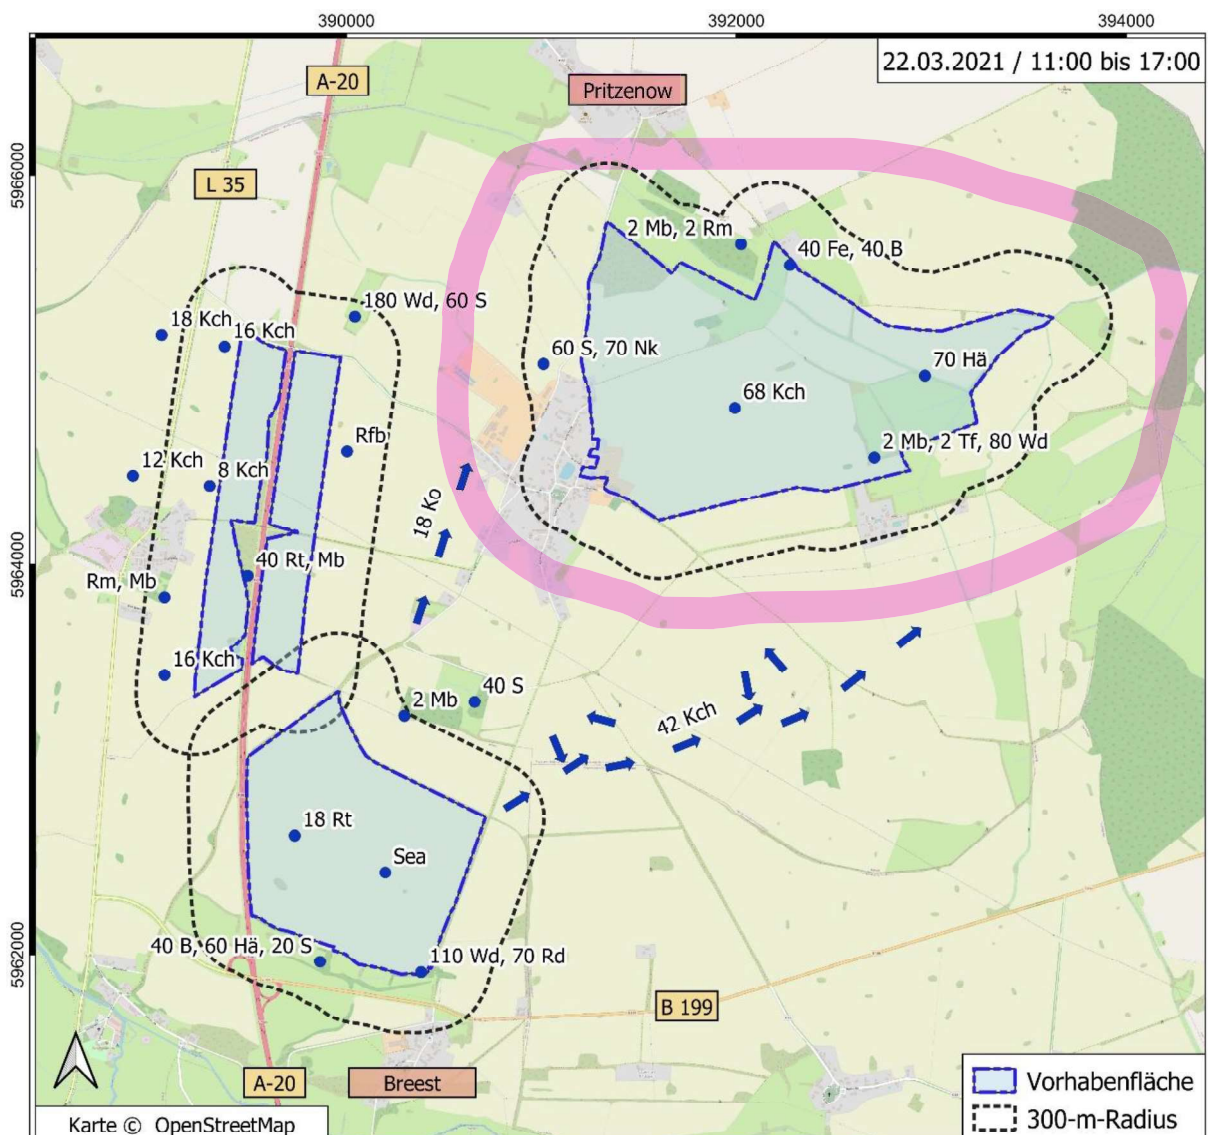 390000
392000
394000
22.03.2021 / 11:00 bis 17:00
A-20
Pritzenow
5966000
L 35
2 Mb, 2 Rm
40 Fe, 40 B
180 Wd, 60 S
18 Kch
16 Kch
60 S, 70 Nk
70 Hä
68 Kch
Rfb
2 Mb, 2 Tf, 80 Wd
12 Kch
8 Kch
18 Ko
5964000
40 Rt, Mb
Rm, Mb
16 Kch
2 Mb
40 S
42 Kch
18 Rt
Sea
5962000
40 B, 60 Hä, 20 S
110 Wd, 70 Rd
B 199
A-20
Breest
Vorhabenfläche
300-m-Radius
Karte © OpenStreetMap